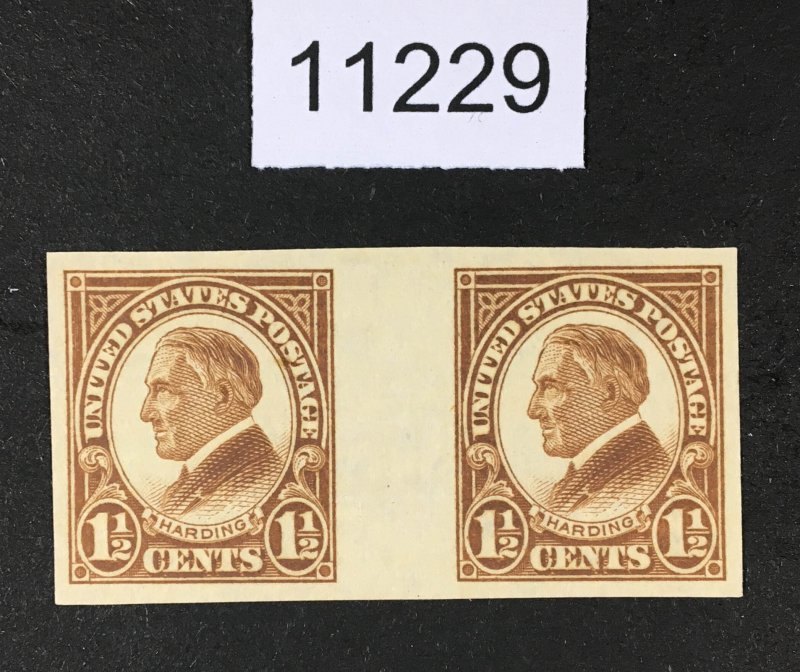 11229
UNITED STATES POSTAGE
HARDING
1½ CENTS 1½
UNITED STATES POSTAGE
HARDING
1½ CENTS 1½